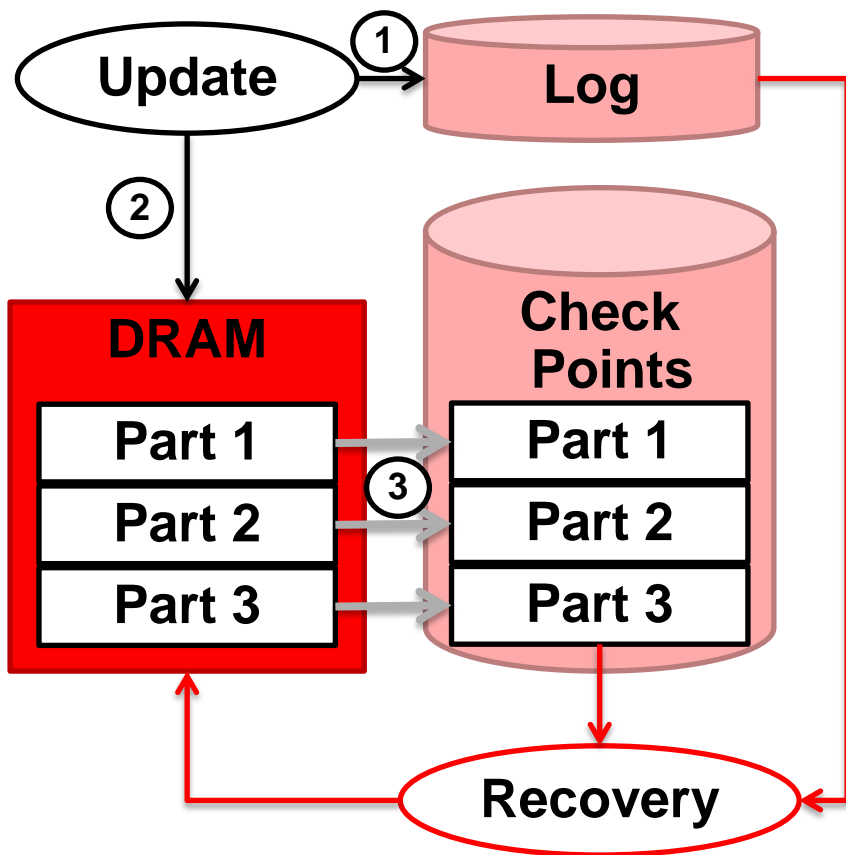 Update
1
Log
2
DRAM
Check
Points
Part 1
Part 1
3
Part 2
Part 2
Part 3
Part 3
Recovery